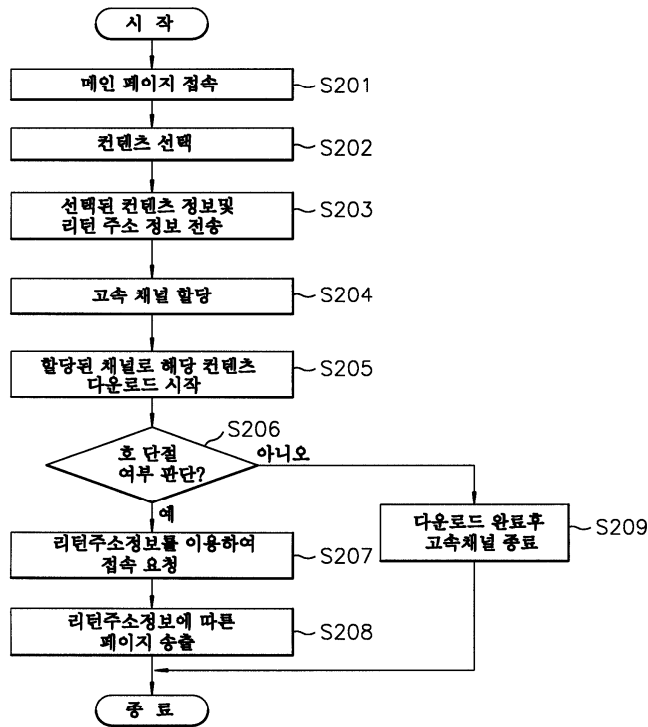 시 작
메인 페이지 접속
S201
컨텐츠 선택
S202
선택된 컨텐츠 정보및
리턴 주소 정보 전송
S203
고속 채널 할당
S204
할당된 채널로 해당 컨텐츠
다운로드 시작
S205
S206
호 단절
여부 판단?
아니오
예
다운로드 완료후
고속채널 종료
S209
리턴주소정보를 이용하여
접속 요청
S207
리턴주소정보에 따른
페이지 송출
S208
종 료